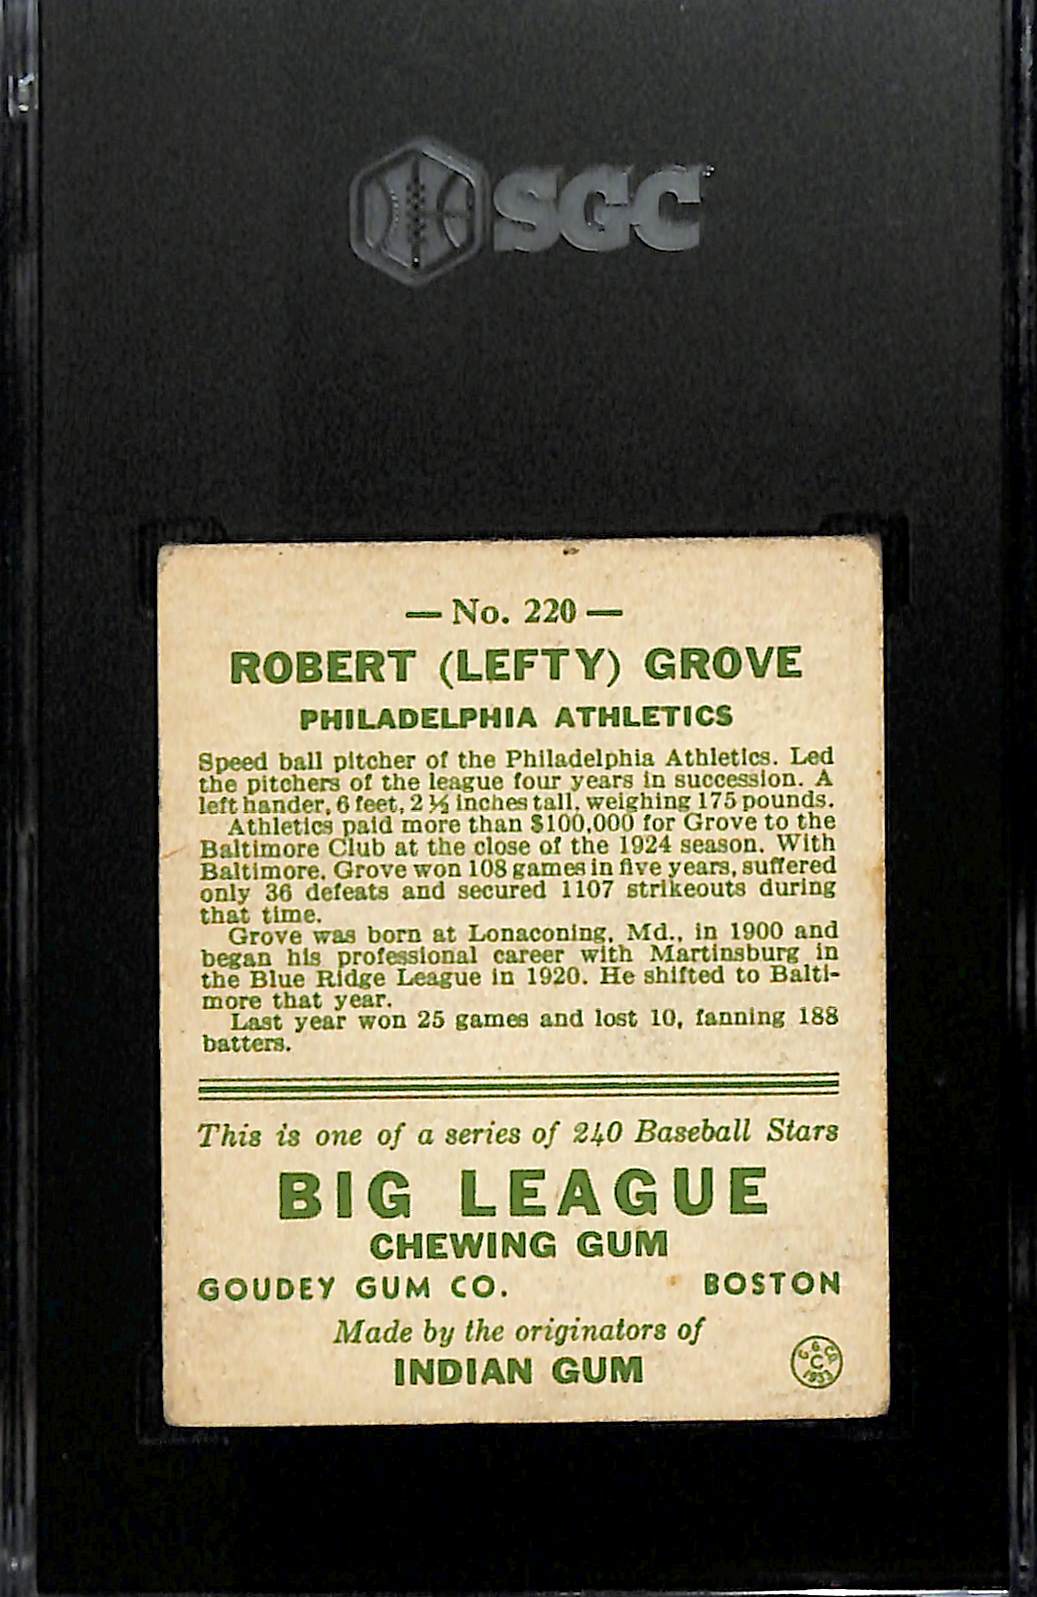 SGC
— No. 220 —
ROBERT (LEFTY) GROVE
PHILADELPHIA ATHLETICS
Speed ball pitcher of the Philadelphia Athletics. Led
the pitchers of the league four years in succession. A
left hander, 6 feet, 2 ½ inches tall, weighing 175 pounds.
Athletics paid more than $100,000 for Grove to the
Baltimore Club at the close of the 1924 season. With
Baltimore, Grove won 108 games in five years, suffered
only 36 defeats and secured 1107 strikeouts during
that time.
Grove was born at Lonaconing, Md., in 1900 and
began his professional career with Martinsburg in
the Blue Ridge League in 1920. He shifted to Balti-
more that year.
Last year won 25 games and lost 10, fanning 188
batters.
This is one of a series of 240 Baseball Stars
BIG LEAGUE
CHEWING GUM
GOUDEY GUM CO. BOSTON
Made by the originators of
INDIAN GUM
G. G. Co.
C
1933